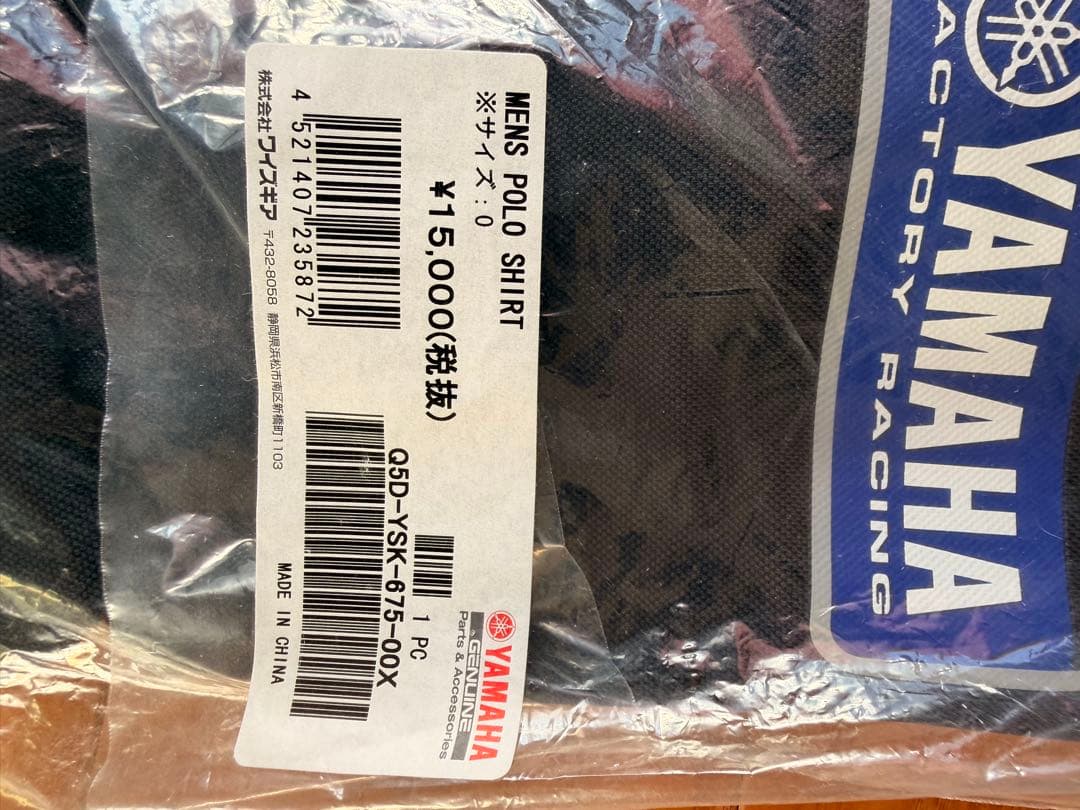 MENS POLO SHIRT
※サイズ:0
¥15,000(税抜)
4 521407 235872
株式会社 ワイズギア 〒432-8058 静岡県浜松市南区新橋町1103
YAMAHA
GENUINE
Parts & Accessories
1 PC
Q5D-YSK-675-00X
MADE IN CHINA
YAMAHA
FACTORY RACING